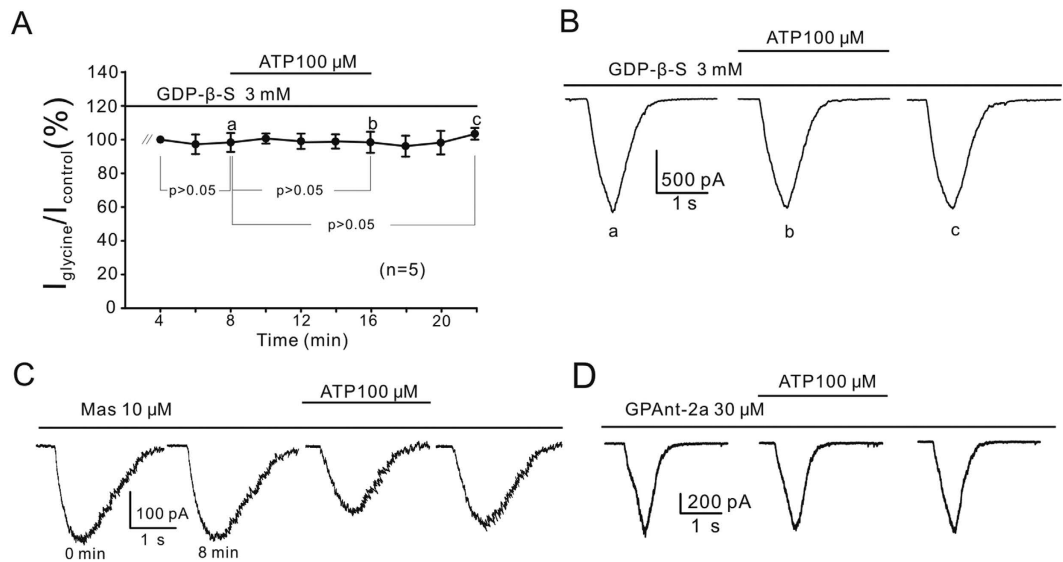 A
ATP100 µM
GDP-β-S 3 mM
I glycine/I control(%)
140
120
100
80
60
40
20
0
a
b
c
p>0.05
p>0.05
p>0.05
(n=5)
4
8
12
16
20
Time (min)
B
ATP100 µM
GDP-β-S 3 mM
500 pA
1 s
a
b
c
C
ATP100 µM
Mas 10 µM
100 pA
1 s
0 min
8 min
D
ATP100 µM
GPAnt-2a 30 µM
200 pA
1 s